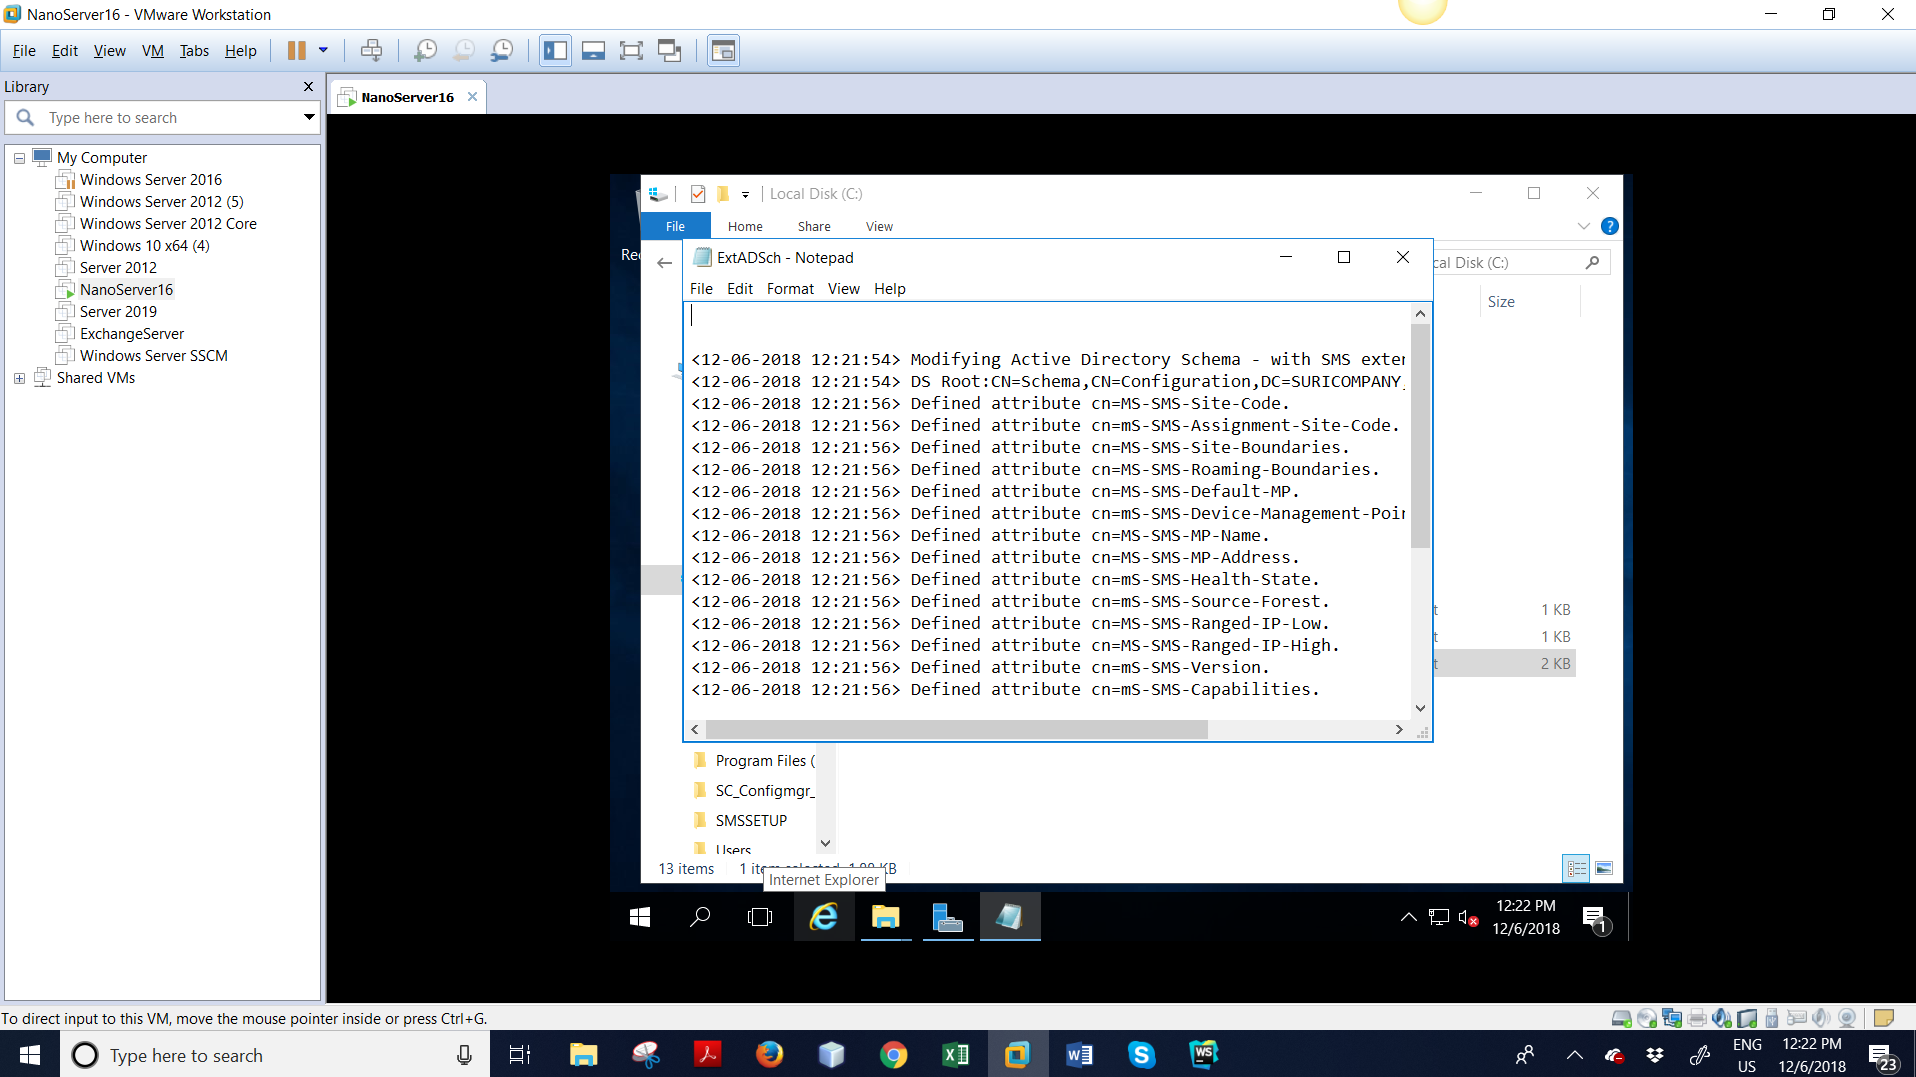 NanoServer16 - VMware Workstation
File Edit View VM Tabs Help
Library
Type here to search
My Computer
Windows Server 2016
Windows Server 2012 (5)
Windows Server 2012 Core
Windows 10 x64 (4)
Server 2012
NanoServer16
Server 2019
ExchangeServer
Windows Server SSCM
Shared VMs
NanoServer16
Local Disk (C:)
File Home Share View
Rec
cal Disk (C:)
Size
ExtADSch - Notepad
File Edit Format View Help
<12-06-2018 12:21:54> Modifying Active Directory Schema - with SMS exter
<12-06-2018 12:21:54> DS Root:CN=Schema,CN=Configuration,DC=SURICOMPANY,
<12-06-2018 12:21:56> Defined attribute cn=MS-SMS-Site-Code.
<12-06-2018 12:21:56> Defined attribute cn=mS-SMS-Assignment-Site-Code.
<12-06-2018 12:21:56> Defined attribute cn=MS-SMS-Site-Boundaries.
<12-06-2018 12:21:56> Defined attribute cn=MS-SMS-Roaming-Boundaries.
<12-06-2018 12:21:56> Defined attribute cn=MS-SMS-Default-MP.
<12-06-2018 12:21:56> Defined attribute cn=mS-SMS-Device-Management-Poin
<12-06-2018 12:21:56> Defined attribute cn=MS-SMS-MP-Name.
<12-06-2018 12:21:56> Defined attribute cn=MS-SMS-MP-Address.
<12-06-2018 12:21:56> Defined attribute cn=mS-SMS-Health-State.
<12-06-2018 12:21:56> Defined attribute cn=mS-SMS-Source-Forest.
<12-06-2018 12:21:56> Defined attribute cn=MS-SMS-Ranged-IP-Low.
<12-06-2018 12:21:56> Defined attribute cn=MS-SMS-Ranged-IP-High.
<12-06-2018 12:21:56> Defined attribute cn=mS-SMS-Version.
<12-06-2018 12:21:56> Defined attribute cn=mS-SMS-Capabilities.
t 1 KB
t 1 KB
t 2 KB
Program Files (
SC_Configmgr_
SMSSETUP
Users
13 items 1 item selected 1.99 KB
Internet Explorer
12:22 PM
12/6/2018
1
To direct input to this VM, move the mouse pointer inside or press Ctrl+G.
Type here to search
WS
ENG
US
12:22 PM
12/6/2018
23